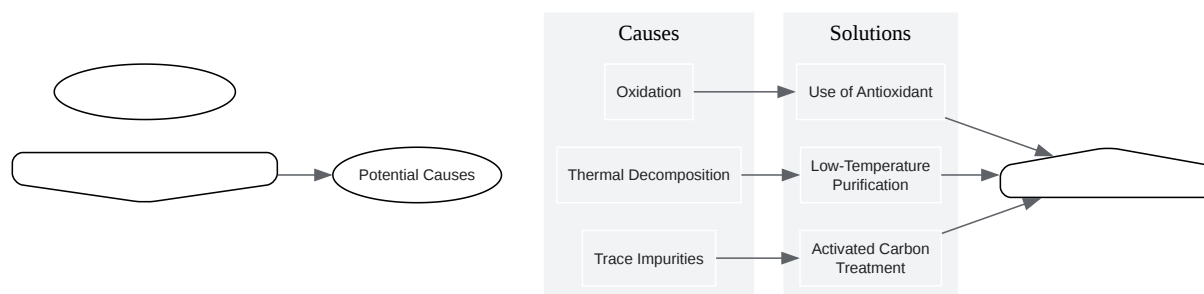 Potential Causes
Causes
Oxidation
Thermal Decomposition
Trace Impurities
Solutions
Use of Antioxidant
Low-Temperature
Purification
Activated Carbon
Treatment